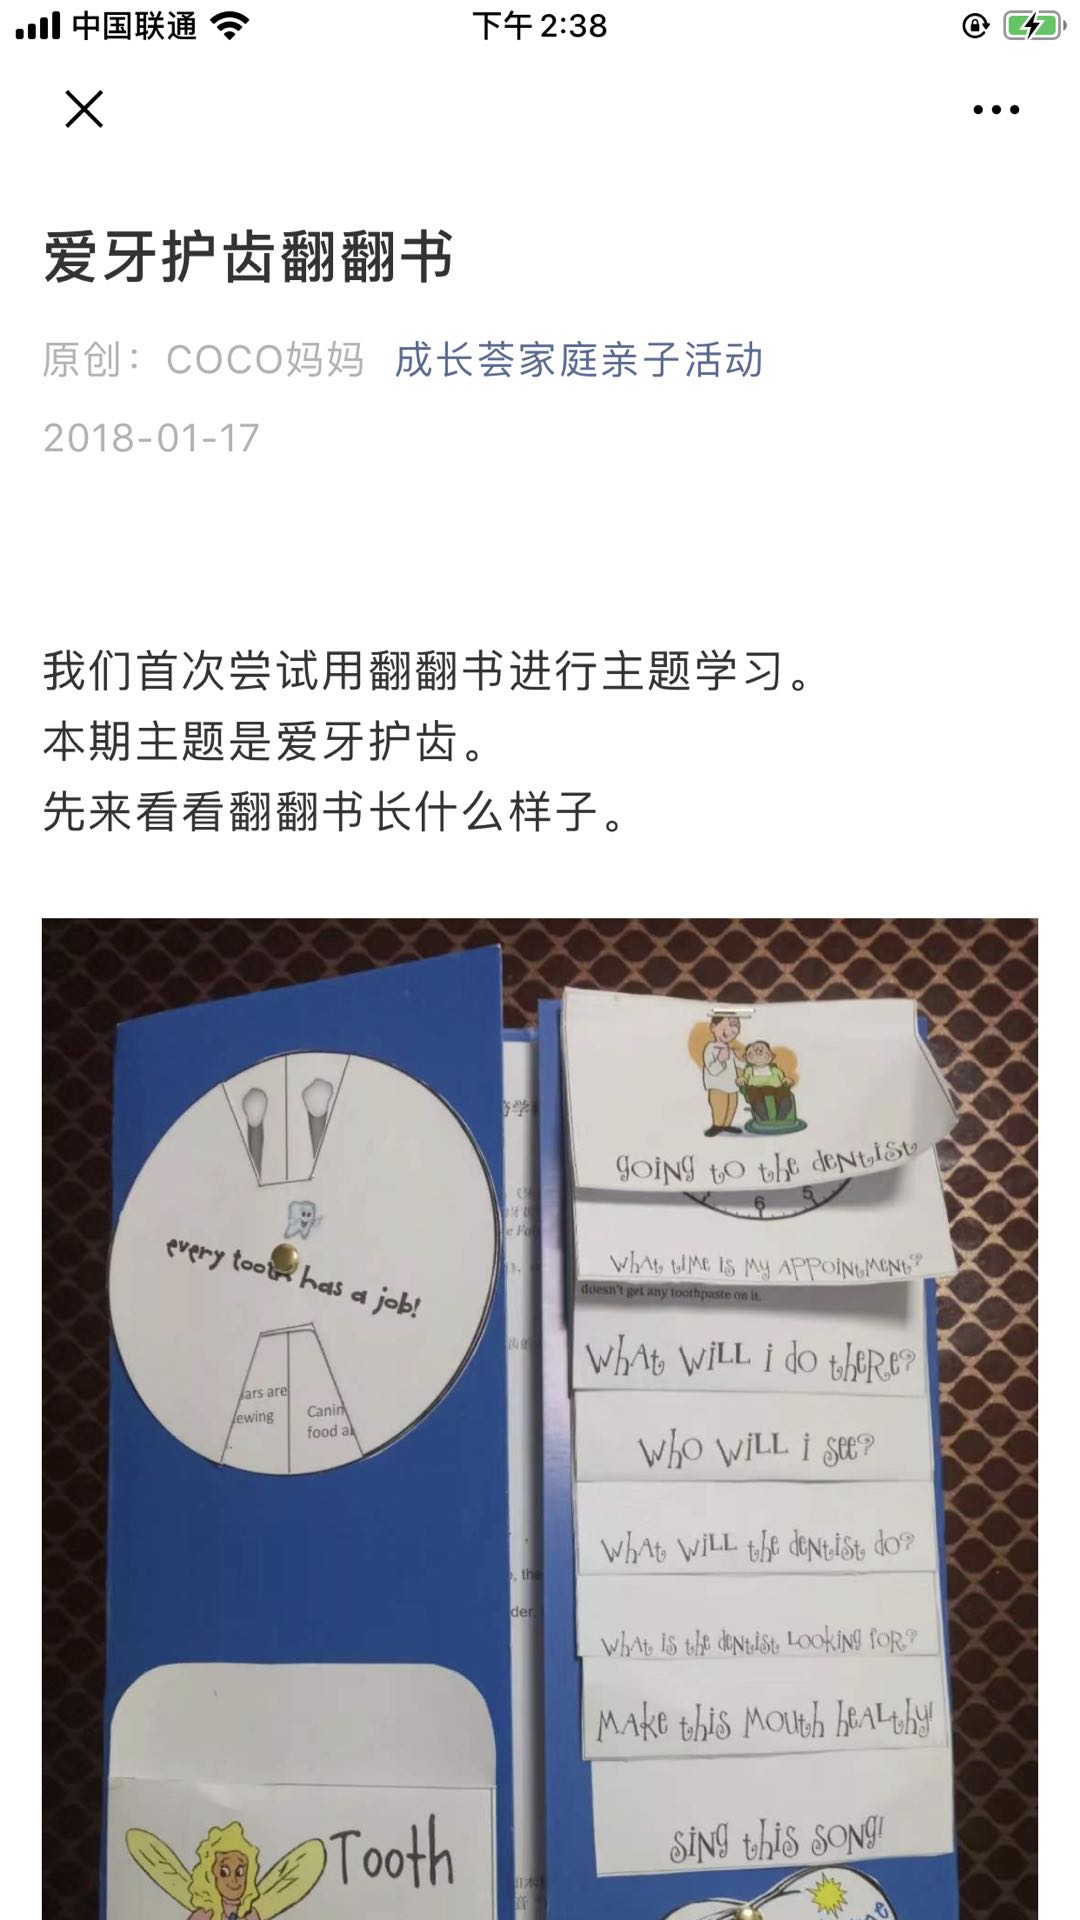 中国联通
下午2:38
爱牙护齿翻翻书
原创： COCO妈妈 成长荟家庭亲子活动
2018-01-17
我们首次尝试用翻翻书进行主题学习。
本期主题是爱牙护齿。
先来看看翻翻书长什么样子。
every tooth has a job!
ars are
ewing
Canin
food a
Tooth
going to the dentist
6 5
What time is my appointment?
doesn't get any toothpaste on it.
What will i do there?
Who will i see?
What will the dentist do?
What is the dentist looking for?
Make this mouth healthy!
Sing this song!
, the
der,